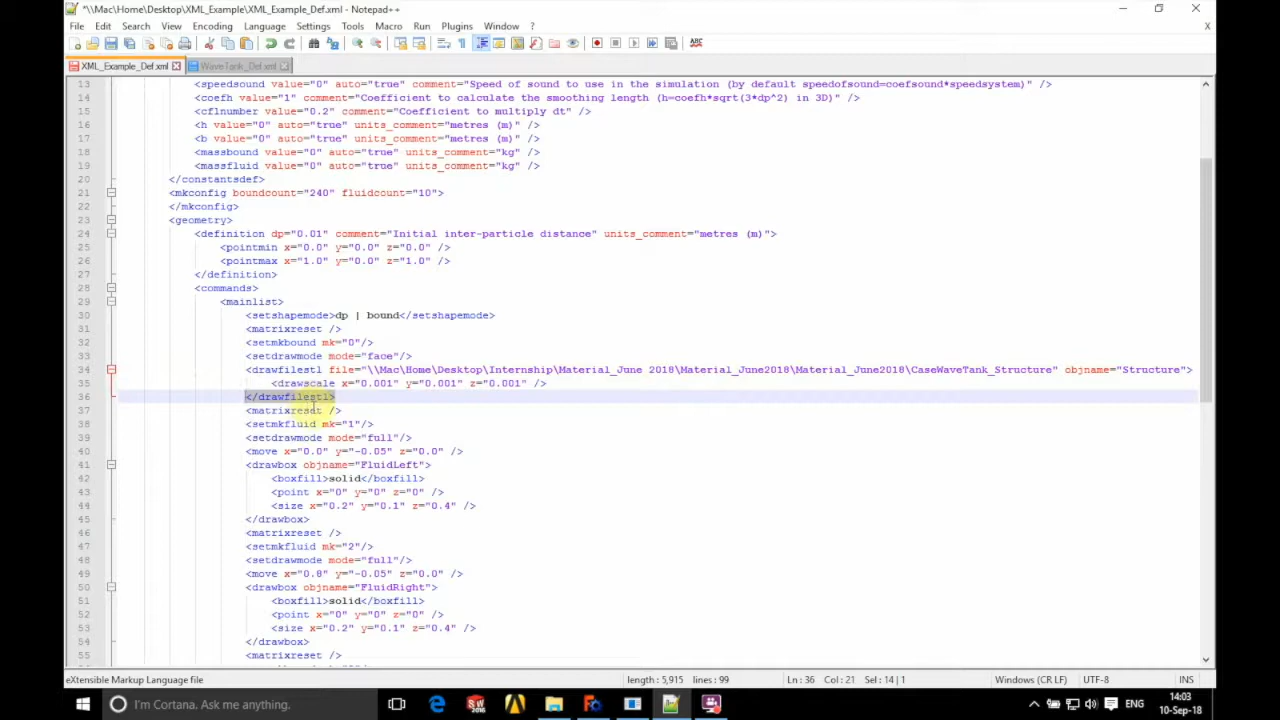 *\\Mac\Home\Desktop\XML_Example\XML_Example_Def.xml - Notepad++
File Edit Search View Encoding Language Settings Tools Macro Run Plugins Window ? X
XML_Example_Def.xml WaveTank_Def.xml
13 <speedsound value="0" auto="true" comment="Speed of sound to use in the simulation (by default speedofsound=coefsound*speedsystem)" />
14 <coefh value="1" comment="Coefficient to calculate the smoothing length (h=coefh*sqrt(3*dp^2) in 3D)" />
15 <cflnumber value="0.2" comment="Coefficient to multiply dt" />
16 <h value="0" auto="true" units_comment="metres (m)" />
17 <b value="0" auto="true" units_comment="metres (m)" />
18 <massbound value="0" auto="true" units_comment="kg" />
19 <massfluid value="0" auto="true" units_comment="kg" />
20 </constantsdef>
21 <mkconfig boundcount="240" fluidcount="10">
22 </mkconfig>
23 <geometry>
24 <definition dp="0.01" comment="Initial inter-particle distance" units_comment="metres (m)">
25 <pointmin x="0.0" y="0.0" z="0.0" />
26 <pointmax x="1.0" y="0.0" z="1.0" />
27 </definition>
28 <commands>
29 <mainlist>
30 <setshapemode>dp | bound</setshapemode>
31 <matrixreset />
32 <setmkbound mk="0"/>
33 <setdrawmode mode="face"/>
34 <drawfilestl file="\\Mac\Home\Desktop\Internship\Material_June 2018\Material_June2018\Material_June2018\CaseWaveTank_Structure" objname="Structure">
35 <drawscale x="0.001" y="0.001" z="0.001" />
36 </drawfilestl>
37 <matrixreset />
38 <setmkfluid mk="1"/>
39 <setdrawmode mode="full"/>
40 <move x="0.0" y="-0.05" z="0.0" />
41 <drawbox objname="FluidLeft">
42 <boxfill>solid</boxfill>
43 <point x="0" y="0" z="0" />
44 <size x="0.2" y="0.1" z="0.4" />
45 </drawbox>
46 <matrixreset />
47 <setmkfluid mk="2"/>
48 <setdrawmode mode="full"/>
49 <move x="0.8" y="-0.05" z="0.0" />
50 <drawbox objname="FluidRight">
51 <boxfill>solid</boxfill>
52 <point x="0" y="0" z="0" />
53 <size x="0.2" y="0.1" z="0.4" />
54 </drawbox>
55 <matrixreset />
eXtensible Markup Language file length : 5,915 lines : 99 Ln : 36 Col : 21 Sel : 14 | 1 Windows (CR LF) UTF-8 INS
I'm Cortana. Ask me anything. ENG 14:03
10-Sep-18